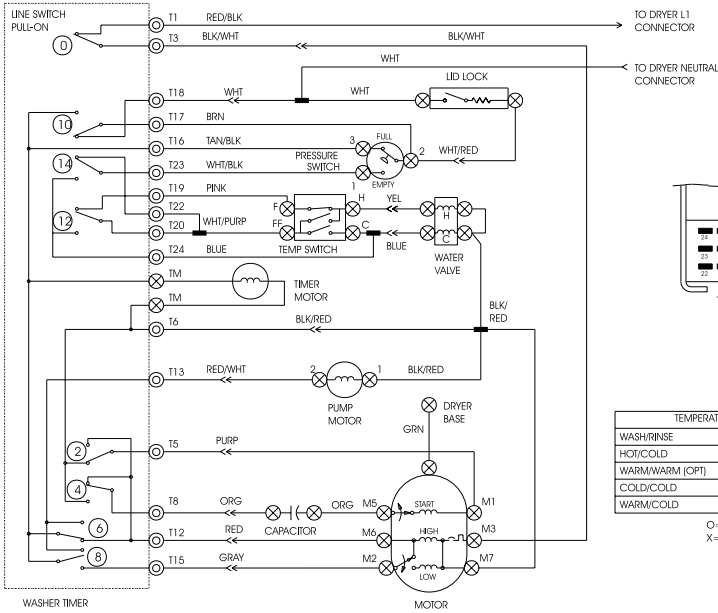 LINE SWITCH
PULL-ON
0
T1 RED/BLK
T3 BLK/WHT BLK/WHT
TO DRYER L1
CONNECTOR
WHT
TO DRYER NEUTRAL
CONNECTOR
LID LOCK
T18 WHT WHT
10
T17 BRN
T16 TAN/BLK
3 FULL 2
WHT/RED
14
T23 WHT/BLK
PRESSURE
SWITCH
EMPTY
1
T19 PINK
F H YEL
H
T22
12
WHT/PURP
T20
FF C
C
TEMP SWITCH
BLUE
WATER
VALVE
T24 BLUE
24
23
22
TM
TIMER
MOTOR
TM
T6 BLK/RED
BLK/
RED
T13 RED/WHT
2 1 BLK/RED
PUMP
MOTOR
DRYER
BASE
GRN
TEMPERAT
WASH/RINSE
HOT/COLD
WARM/WARM (OPT)
COLD/COLD
WARM/COLD
O=
X=
2
T5 PURP
4
T8 ORG ORG M5 START M1
CAPACITOR
6
T12 RED M6 HIGH M3
8
T15 GRAY M2 LOW M7
WASHER TIMER
MOTOR